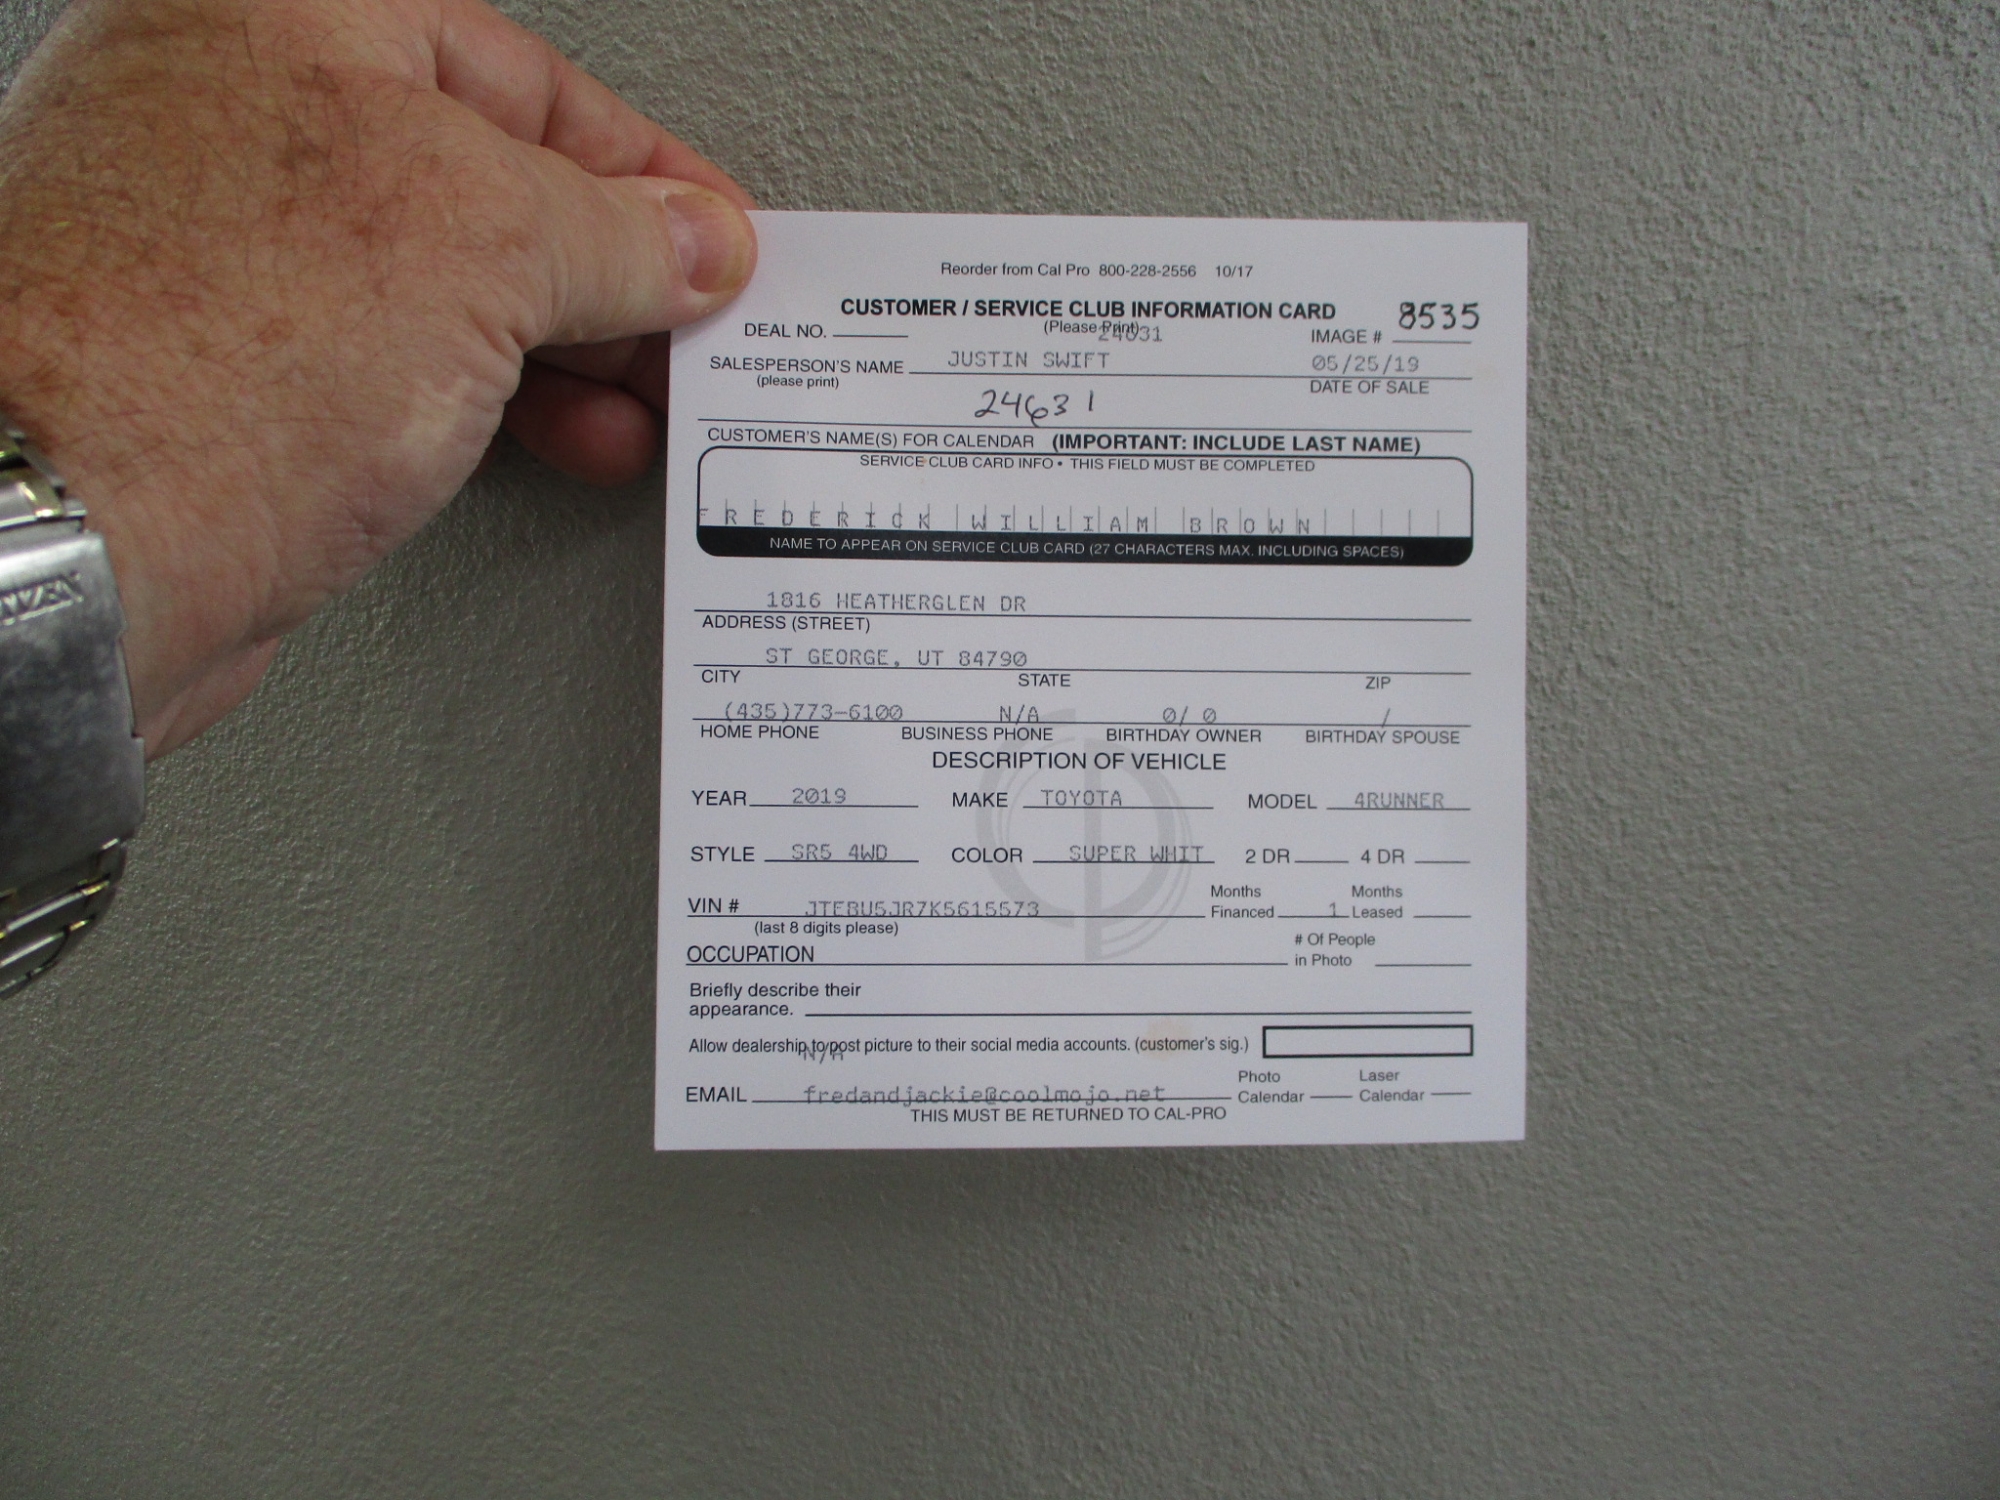 Reorder from Cal Pro 800-228-2556 10/17
CUSTOMER / SERVICE CLUB INFORMATION CARD 8535
DEAL NO. (Please Print) 24631 IMAGE #
SALESPERSON'S NAME JUSTIN SWIFT 05/25/19
(please print) DATE OF SALE
24631
CUSTOMER'S NAME(S) FOR CALENDAR (IMPORTANT: INCLUDE LAST NAME)
SERVICE CLUB CARD INFO • THIS FIELD MUST BE COMPLETED
FREDERICK WILLIAM BROWN
NAME TO APPEAR ON SERVICE CLUB CARD (27 CHARACTERS MAX. INCLUDING SPACES)
1816 HEATHERGLEN DR
ADDRESS (STREET)
ST GEORGE, UT 84790
CITY STATE ZIP
(435)773-6100 N/A 0/ 0 /
HOME PHONE BUSINESS PHONE BIRTHDAY OWNER BIRTHDAY SPOUSE
DESCRIPTION OF VEHICLE
YEAR 2019 MAKE TOYOTA MODEL 4RUNNER
STYLE SR5 4WD COLOR SUPER WHIT 2 DR 4 DR
VIN # JTEBU5JR7K5615573 Months Financed 1 Months Leased
(last 8 digits please)
OCCUPATION # Of People in Photo
Briefly describe their
appearance.
Allow dealership to post picture to their social media accounts. (customer's sig.)
N/A
EMAIL fredandjackie@coolmojo.net Photo Calendar Laser Calendar
THIS MUST BE RETURNED TO CAL-PRO